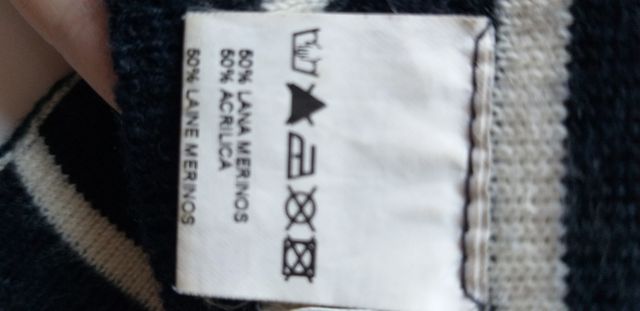 50% LANA MERINOS
50% ACRILICA
50% LAINE MERINOS